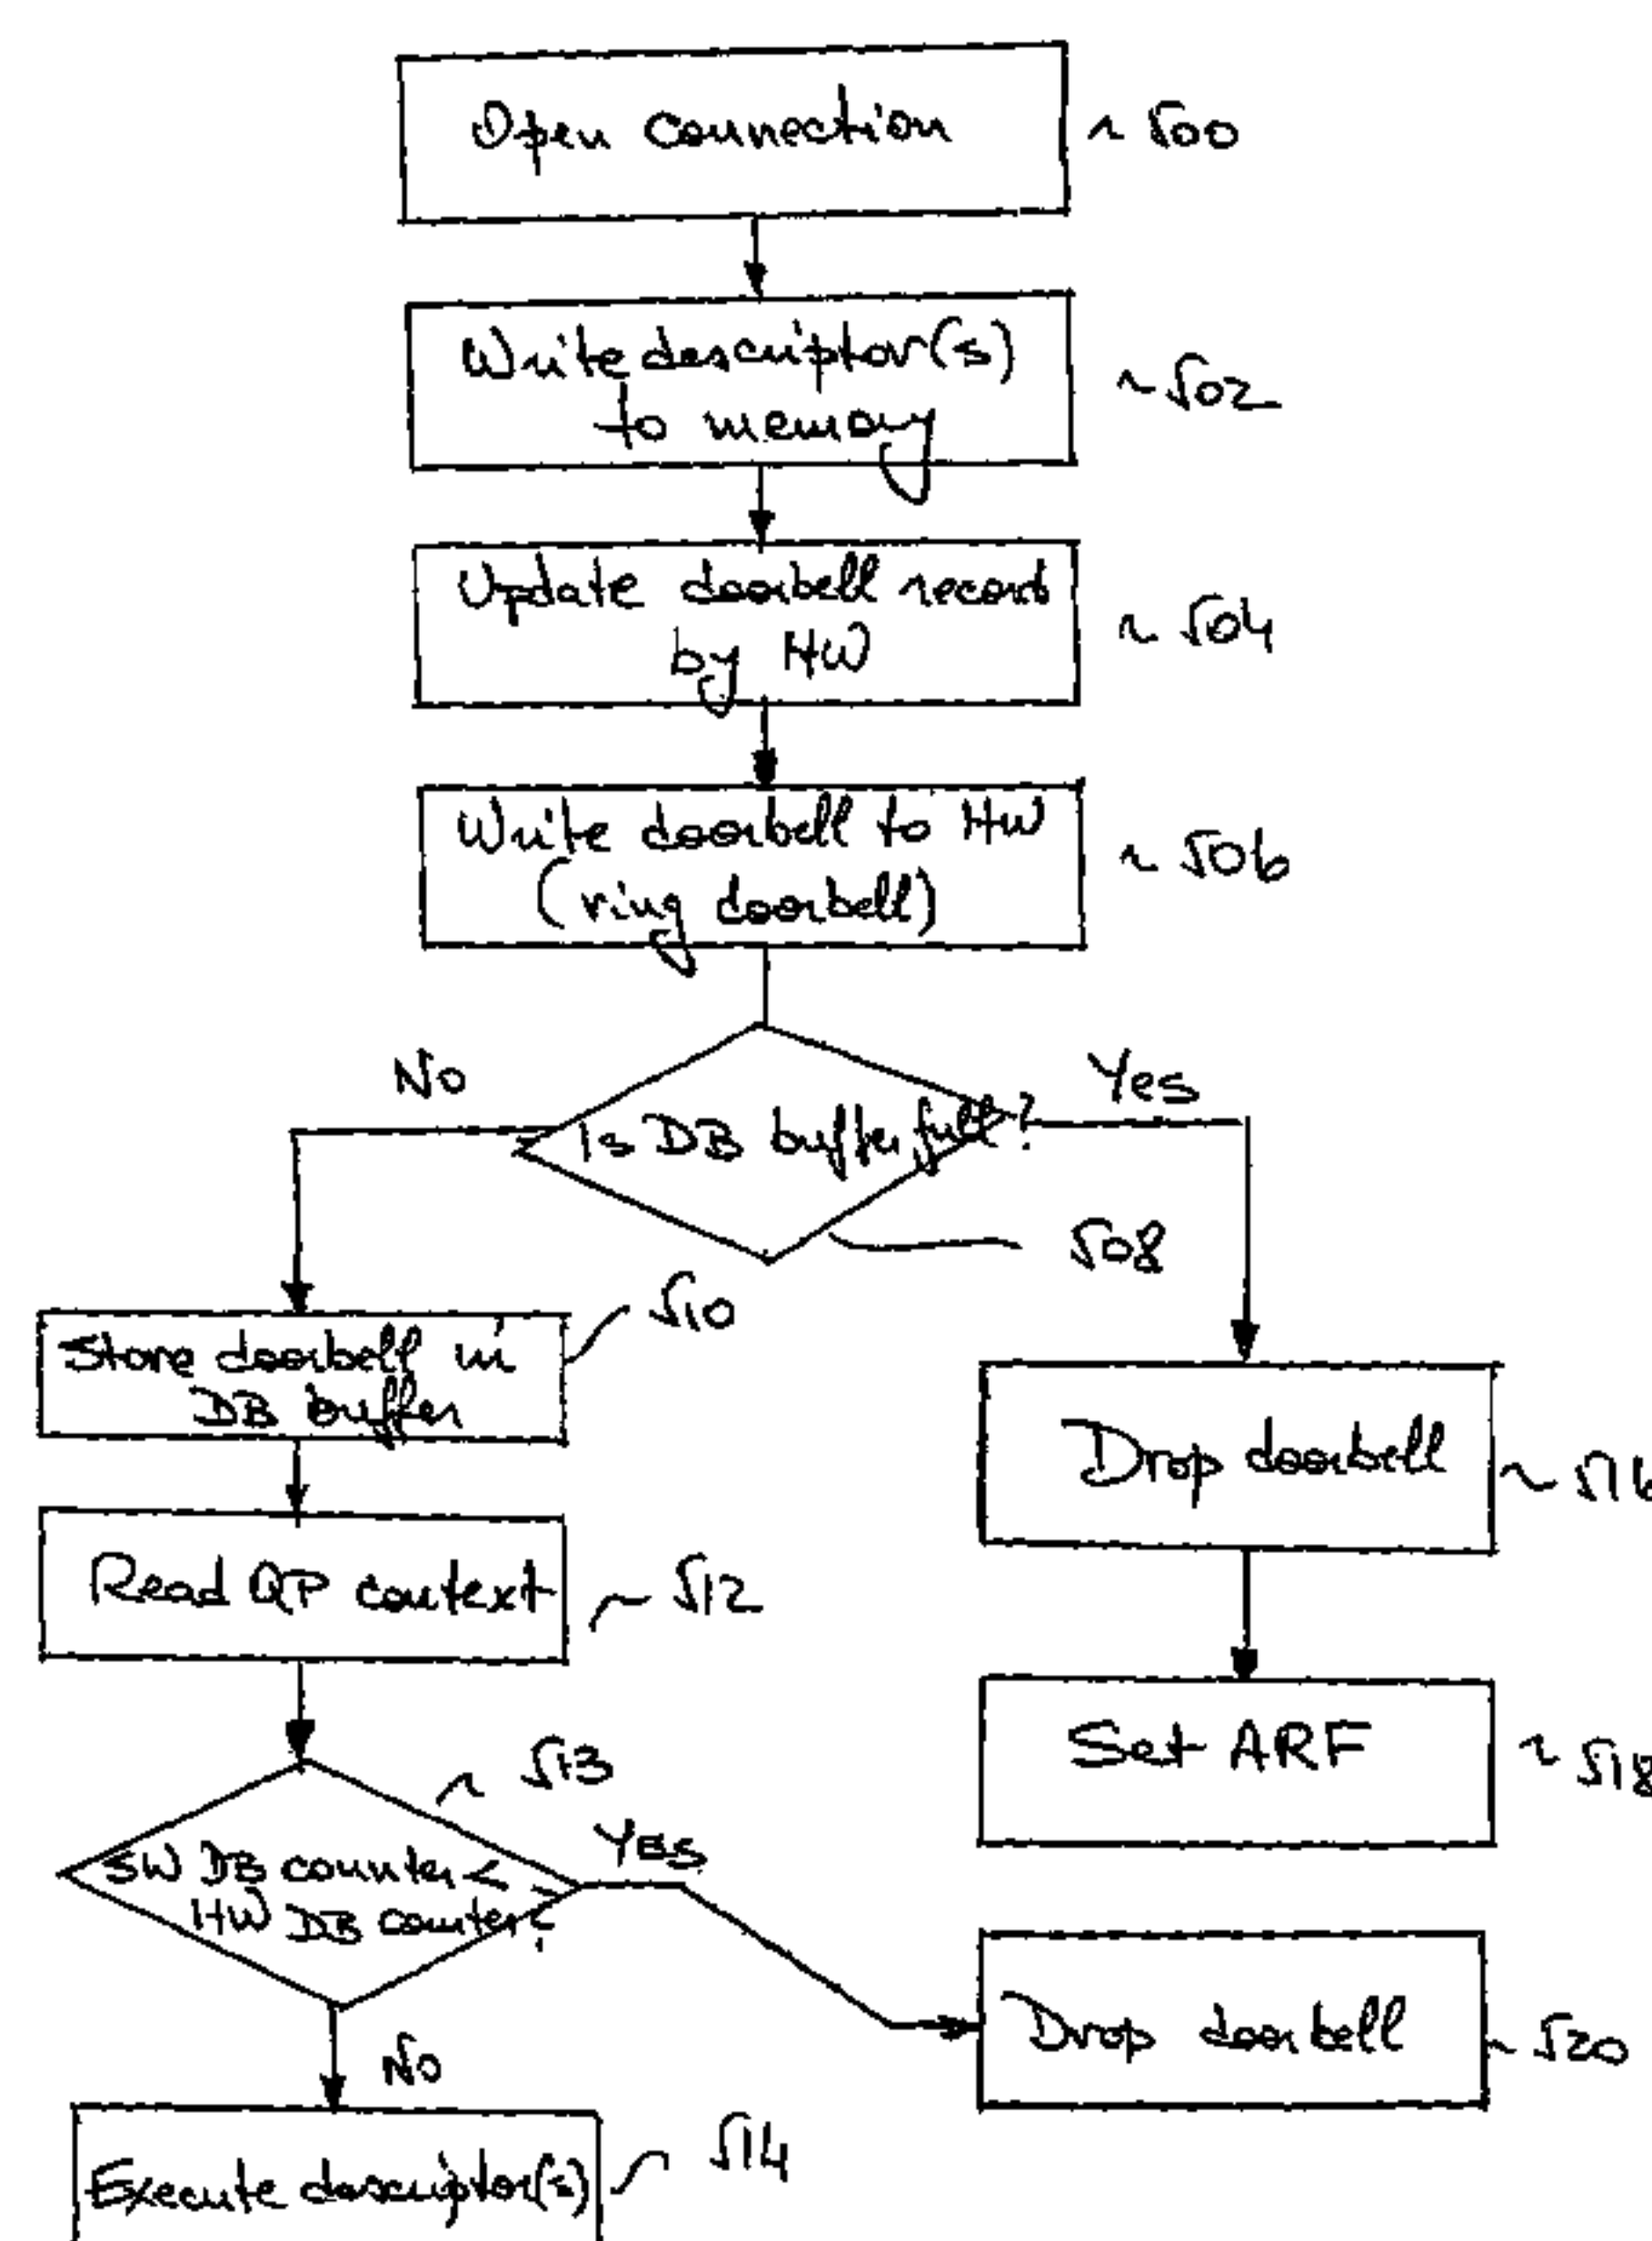 Open connection ~ 500
Write descriptor(s) ~ 502
to memory
Update doorbell record ~ 504
by HW
Write doorbell to HW ~ 506
(ring doorbell)
No
Yes
Is DB buffer full?
508
Store doorbell in 510
DB buffer
Drop doorbell ~ 516
Read QP context ~ 512
Set ARF ~ 518
~ 513
SW DB counter < Yes
HW DB counter?
Drop doorbell ~ 520
No
Execute descriptor(s) 514